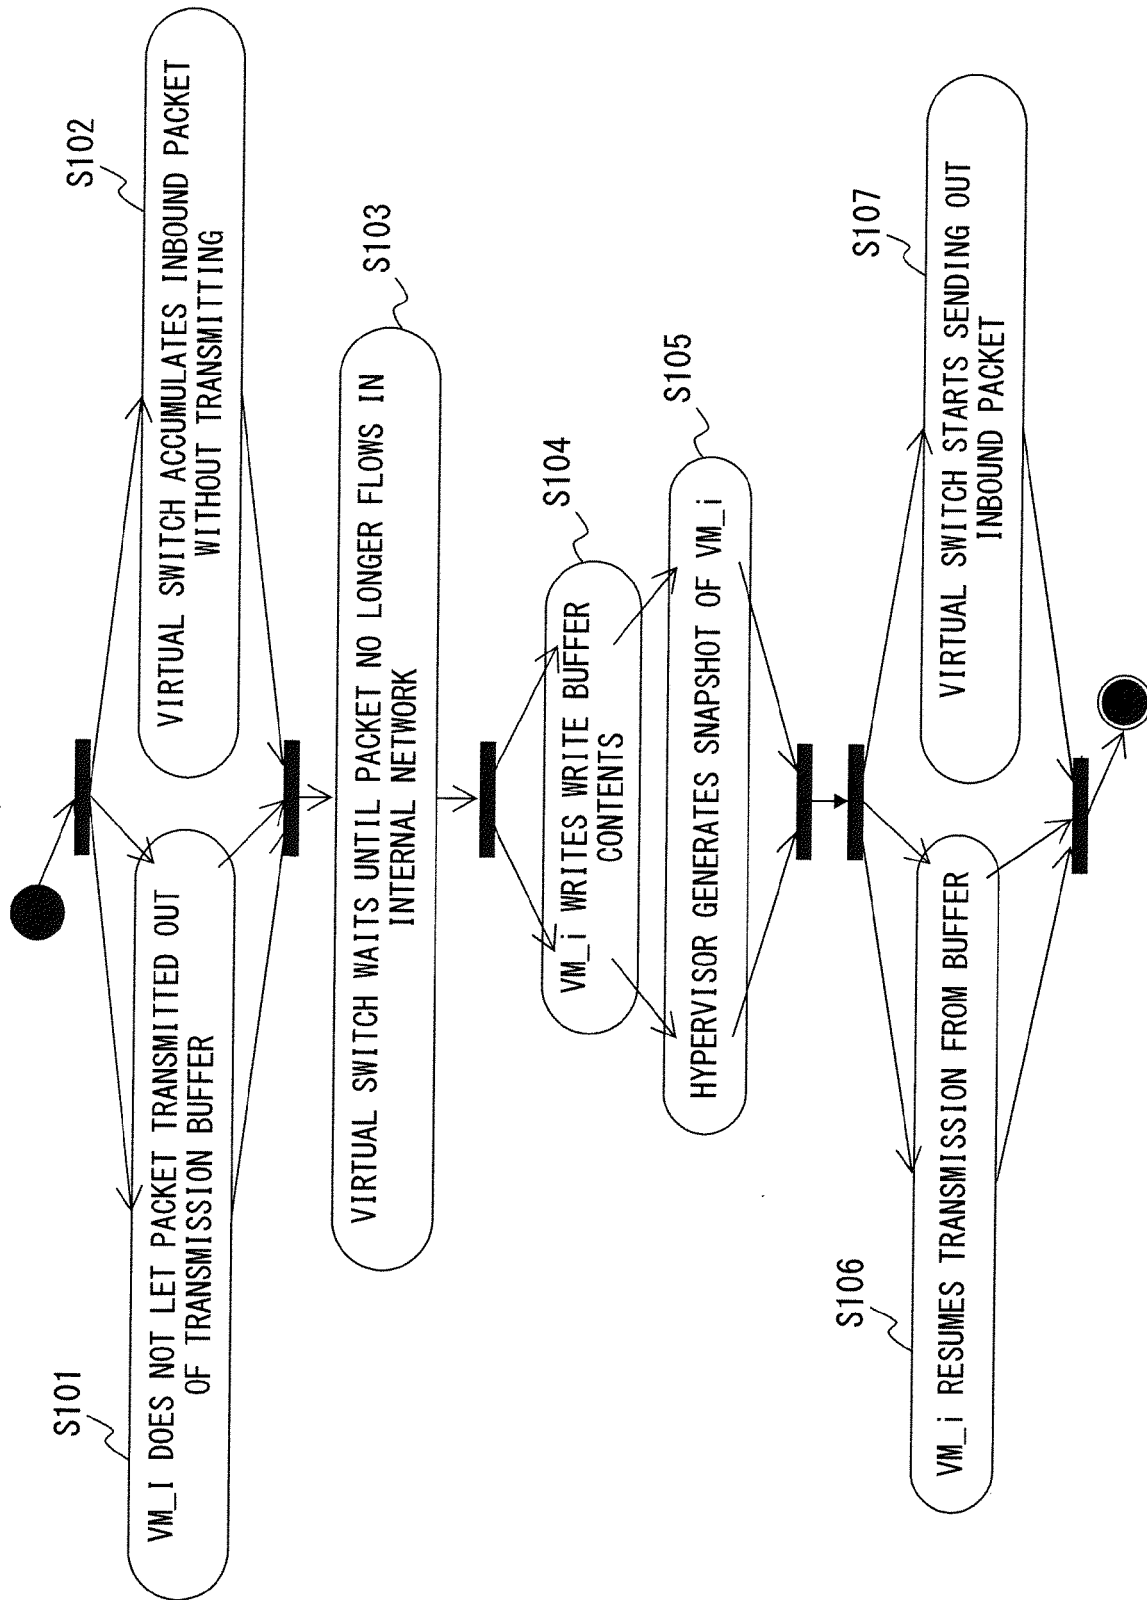 S101
VM_I DOES NOT LET PACKET TRANSMITTED OUT
OF TRANSMISSION BUFFER
S102
VIRTUAL SWITCH ACCUMULATES INBOUND PACKET
WITHOUT TRANSMITTING
S103
VIRTUAL SWITCH WAITS UNTIL PACKET NO LONGER FLOWS IN
INTERNAL NETWORK
S104
VM_i WRITES WRITE BUFFER
CONTENTS
S105
HYPERVISOR GENERATES SNAPSHOT OF VM_i
S106
VM_i RESUMES TRANSMISSION FROM BUFFER
S107
VIRTUAL SWITCH STARTS SENDING OUT
INBOUND PACKET